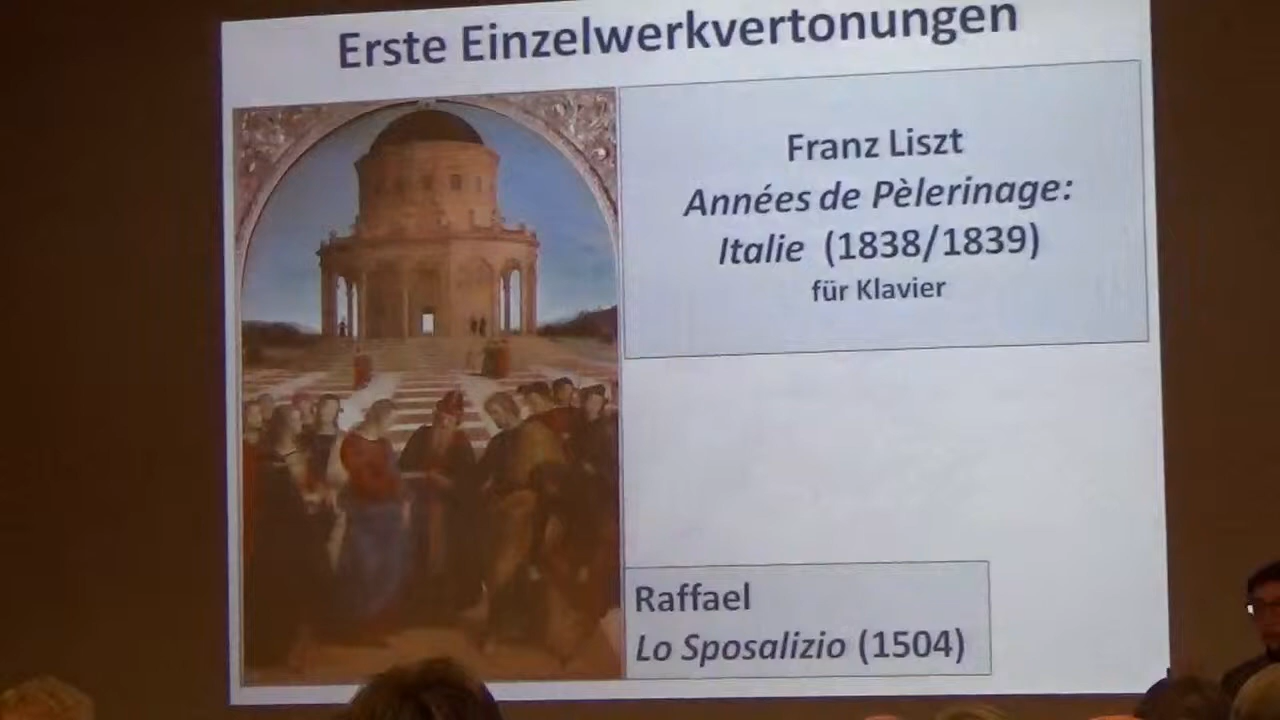 Erste Einzelwerkvertonungen
Franz Liszt
Années de Pèlerinage:
Italie (1838/1839)
für Klavier
Raffael
Lo Sposalizio (1504)